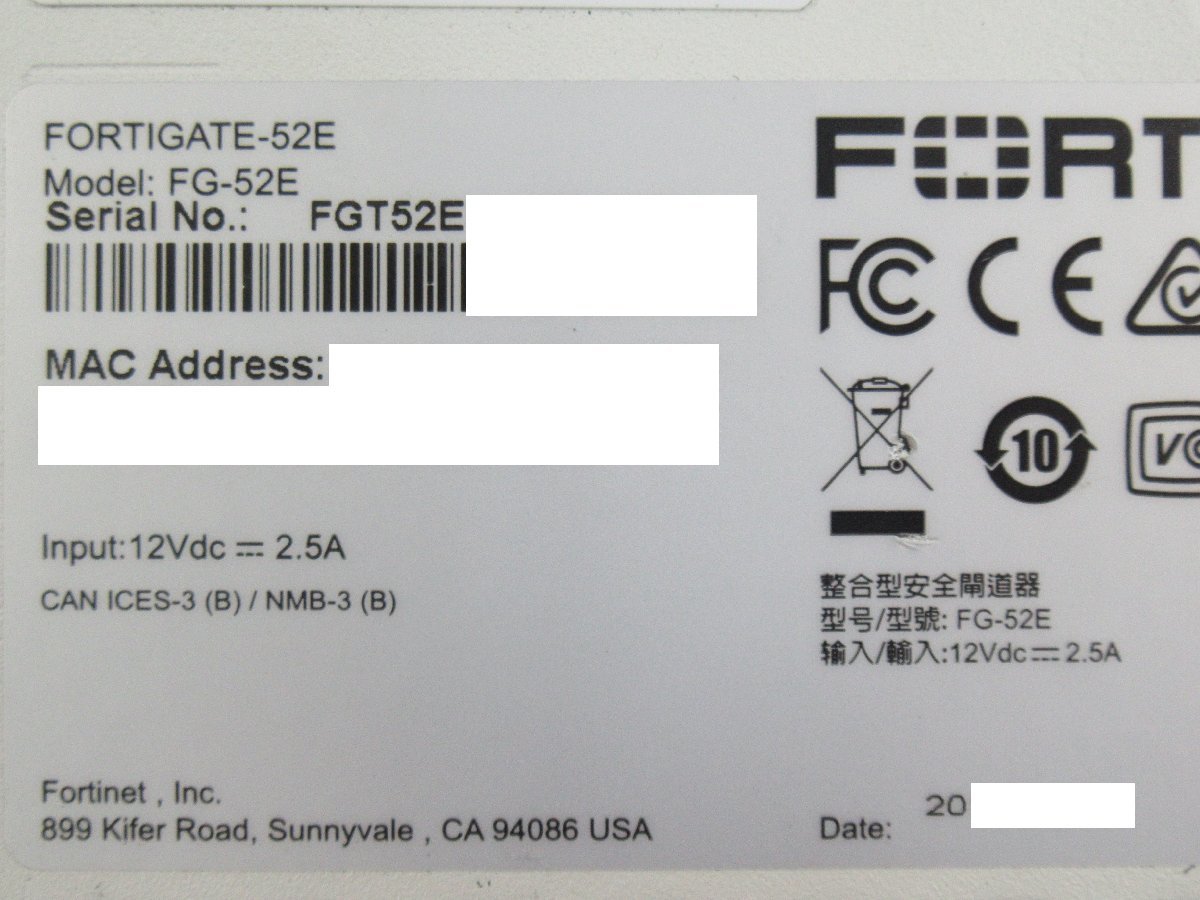 FORTIGATE-52E
Model: FG-52E
Serial No.: FGT52E
MAC Address:
Input:12Vdc ⎓ 2.5A
CAN ICES-3 (B) / NMB-3 (B)
Fortinet , Inc.
899 Kifer Road, Sunnyvale , CA 94086 USA
FORT
FC CE
10
整合型安全閘道器
型号/型號: FG-52E
输入/輸入:12Vdc⎓2.5A
20
Date: